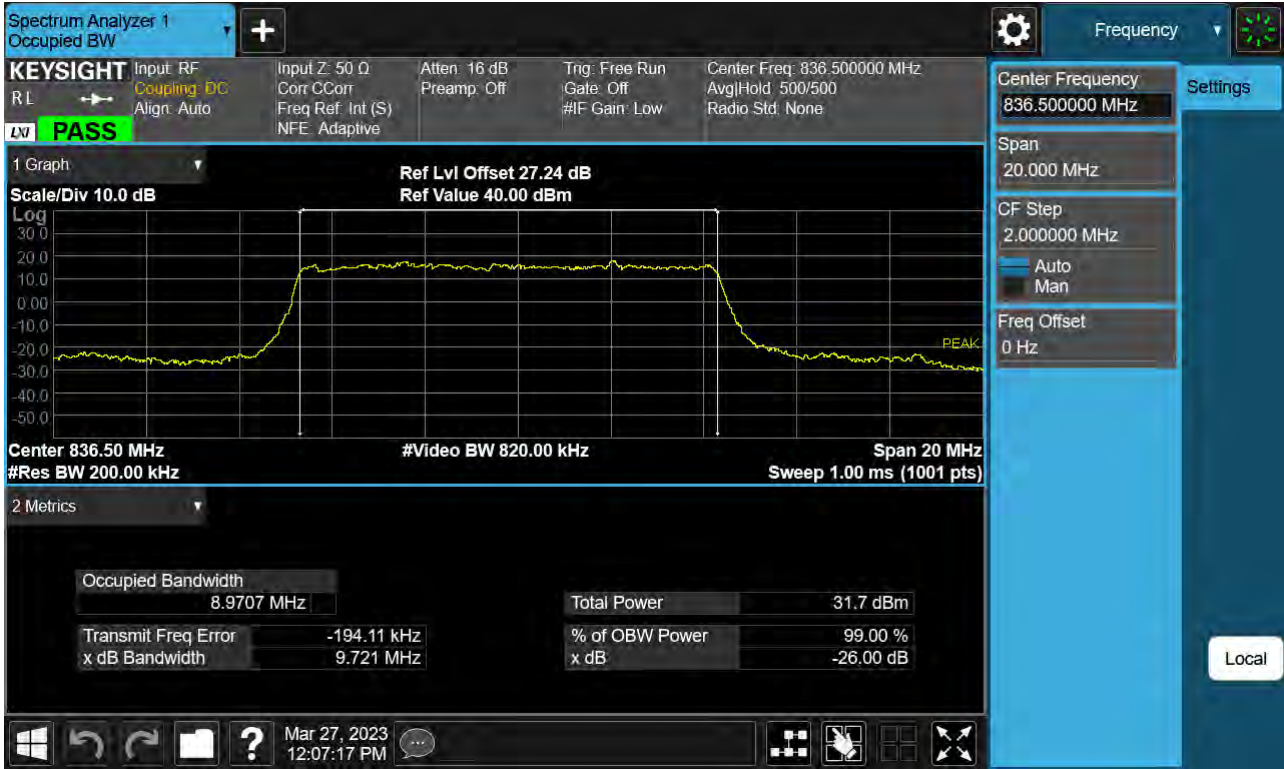 Spectrum Analyzer 1
Occupied BW
Frequency
KEYSIGHT
RL
LXI
PASS
Input: RF
Coupling: DC
Align: Auto
Input Z: 50 Ω
Corr CCorr
Freq Ref: Int (S)
NFE: Adaptive
Atten: 16 dB
Preamp: Off
Trig: Free Run
Gate: Off
#IF Gain: Low
Center Freq: 836.500000 MHz
Avg|Hold: 500/500
Radio Std: None
1 Graph
Scale/Div 10.0 dB
Ref Lvl Offset 27.24 dB
Ref Value 40.00 dBm
Log
30.0
20.0
10.0
0.00
-10.0
-20.0
-30.0
-40.0
-50.0
PEAK
Center 836.50 MHz
#Res BW 200.00 kHz
#Video BW 820.00 kHz
Span 20 MHz
Sweep 1.00 ms (1001 pts)
2 Metrics
Occupied Bandwidth
8.9707 MHz
Transmit Freq Error -194.11 kHz
x dB Bandwidth 9.721 MHz
Total Power 31.7 dBm
% of OBW Power 99.00 %
x dB -26.00 dB
Center Frequency
836.500000 MHz
Span
20.000 MHz
CF Step
2.000000 MHz
Auto
Man
Freq Offset
0 Hz
Settings
Local
?
Mar 27, 2023
12:07:17 PM